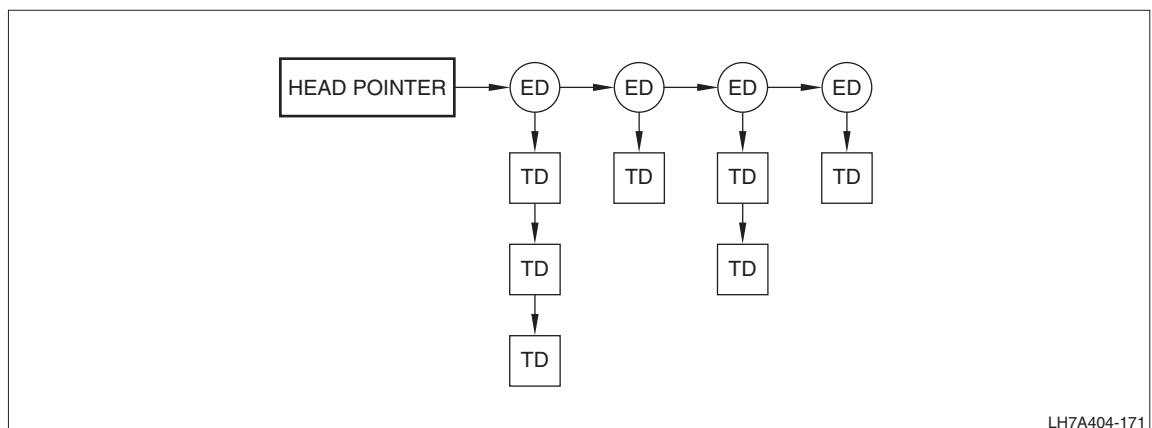 HEAD POINTER ED ED ED ED
TD TD TD TD
TD TD
TD
LH7A404-171